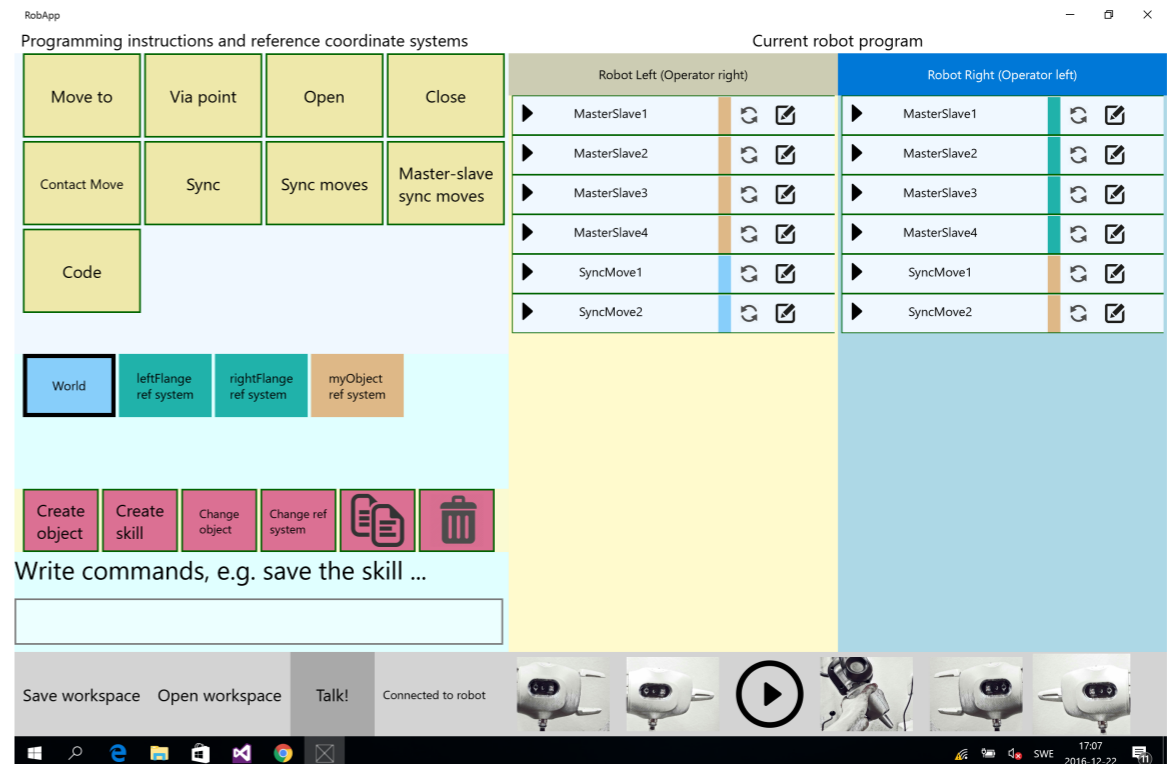 RobApp
Programming instructions and reference coordinate systems
Current robot program
Move to
Via point
Open
Close
Contact Move
Sync
Sync moves
Master-slave
sync moves
Code
World
leftFlange
ref system
rightFlange
ref system
myObject
ref system
Create
object
Create
skill
Change
object
Change ref
system
Write commands, e.g. save the skill ...
Robot Left (Operator right)
MasterSlave1
MasterSlave2
MasterSlave3
MasterSlave4
SyncMove1
SyncMove2
Robot Right (Operator left)
MasterSlave1
MasterSlave2
MasterSlave3
MasterSlave4
SyncMove1
SyncMove2
Save workspace
Open workspace
Talk!
Connected to robot
SWE
17:07
2016-12-22
11